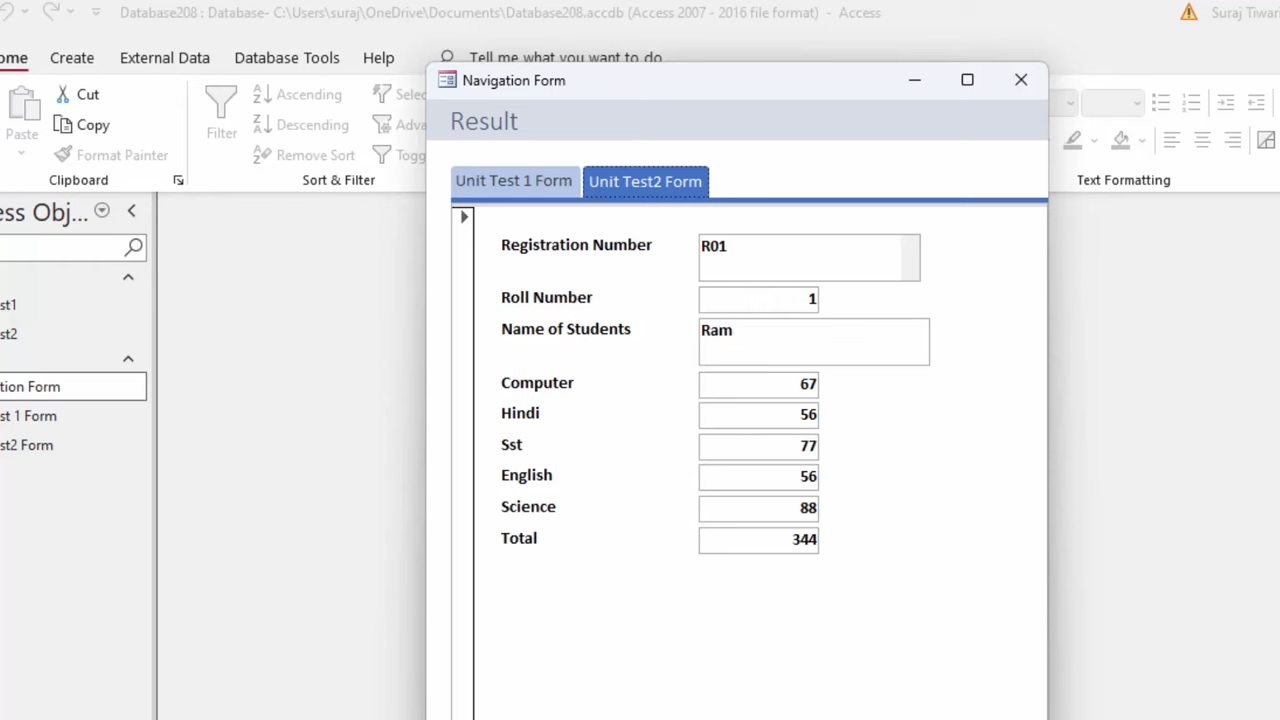 Database208 : Database- C:\Users\suraj\OneDrive\Documents\Database208.accdb (Access 2007 - 2016 file format) - Access
Suraj Tiwar
ome Create External Data Database Tools Help Tell me what you want to do
Paste
Cut
Copy
Format Painter
Clipboard
Filter
Ascending
Descending
Remove Sort
Selec
Adva
Togg
Sort & Filter
Text Formatting
Navigation Form
Result
Unit Test 1 Form Unit Test2 Form
ess Obj...
st1
st2
tion Form
st 1 Form
st2 Form
Registration Number R01
Roll Number 1
Name of Students Ram
Computer 67
Hindi 56
Sst 77
English 56
Science 88
Total 344